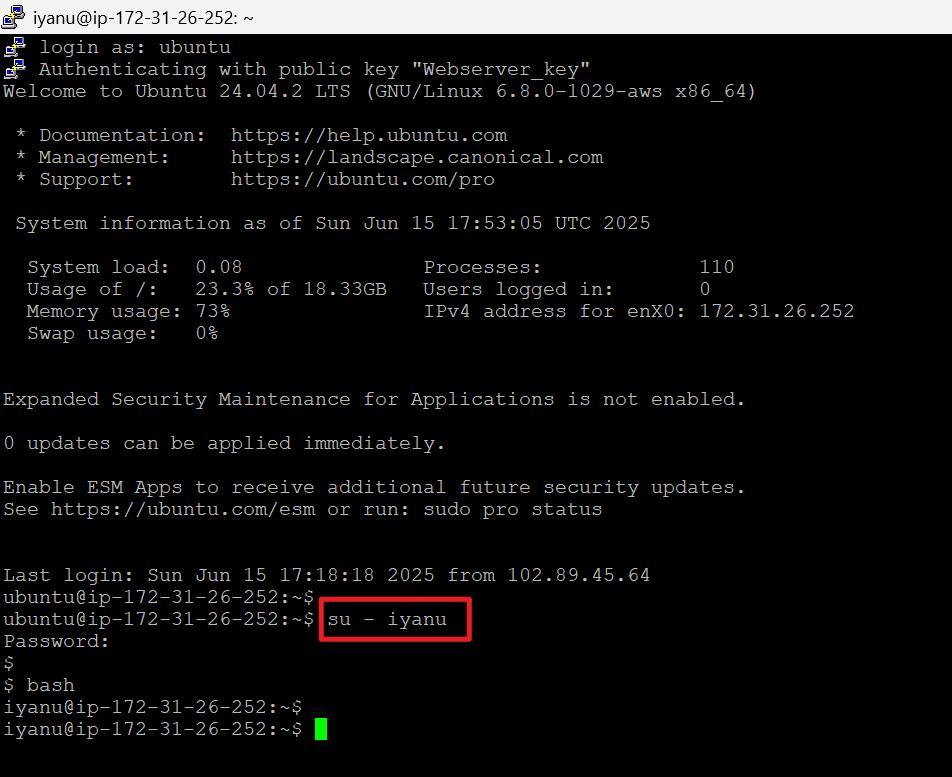 iyanu@ip-172-31-26-252: ~
login as: ubuntu
Authenticating with public key "Webserver_key"
Welcome to Ubuntu 24.04.2 LTS (GNU/Linux 6.8.0-1029-aws x86_64)
* Documentation: https://help.ubuntu.com
* Management: https://landscape.canonical.com
* Support: https://ubuntu.com/pro
System information as of Sun Jun 15 17:53:05 UTC 2025
System load: 0.08 Processes: 110
Usage of /: 23.3% of 18.33GB Users logged in: 0
Memory usage: 73% IPv4 address for enX0: 172.31.26.252
Swap usage: 0%
Expanded Security Maintenance for Applications is not enabled.
0 updates can be applied immediately.
Enable ESM Apps to receive additional future security updates.
See https://ubuntu.com/esm or run: sudo pro status
Last login: Sun Jun 15 17:18:18 2025 from 102.89.45.64
ubuntu@ip-172-31-26-252:~$
ubuntu@ip-172-31-26-252:~$ su - iyanu
Password:
$
$ bash
iyanu@ip-172-31-26-252:~$
iyanu@ip-172-31-26-252:~$